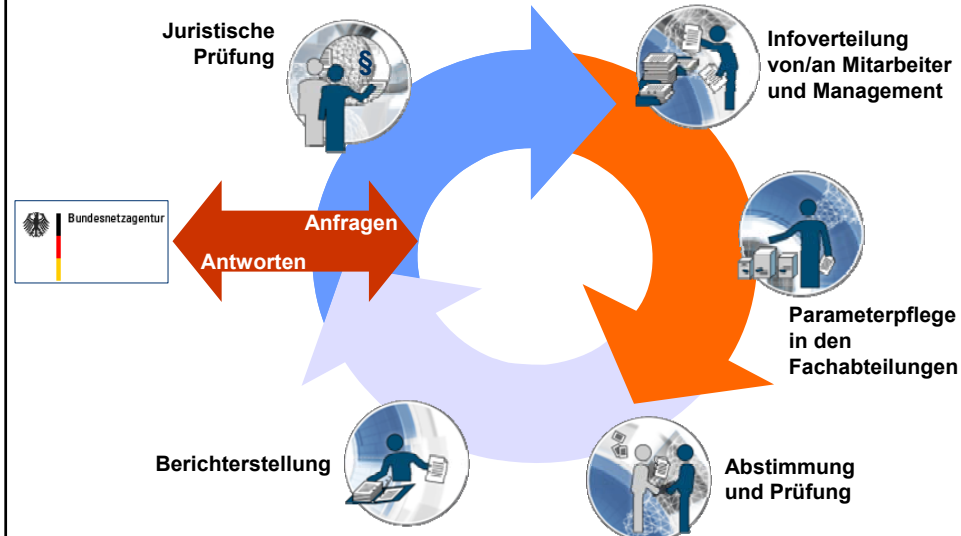 Juristische
Prüfung
§
Infoverteilung
von/an Mitarbeiter
und Management
Bundesnetzagentur
Anfragen
Antworten
Parameterpflege
in den
Fachabteilungen
Berichterstellung
Abstimmung
und Prüfung